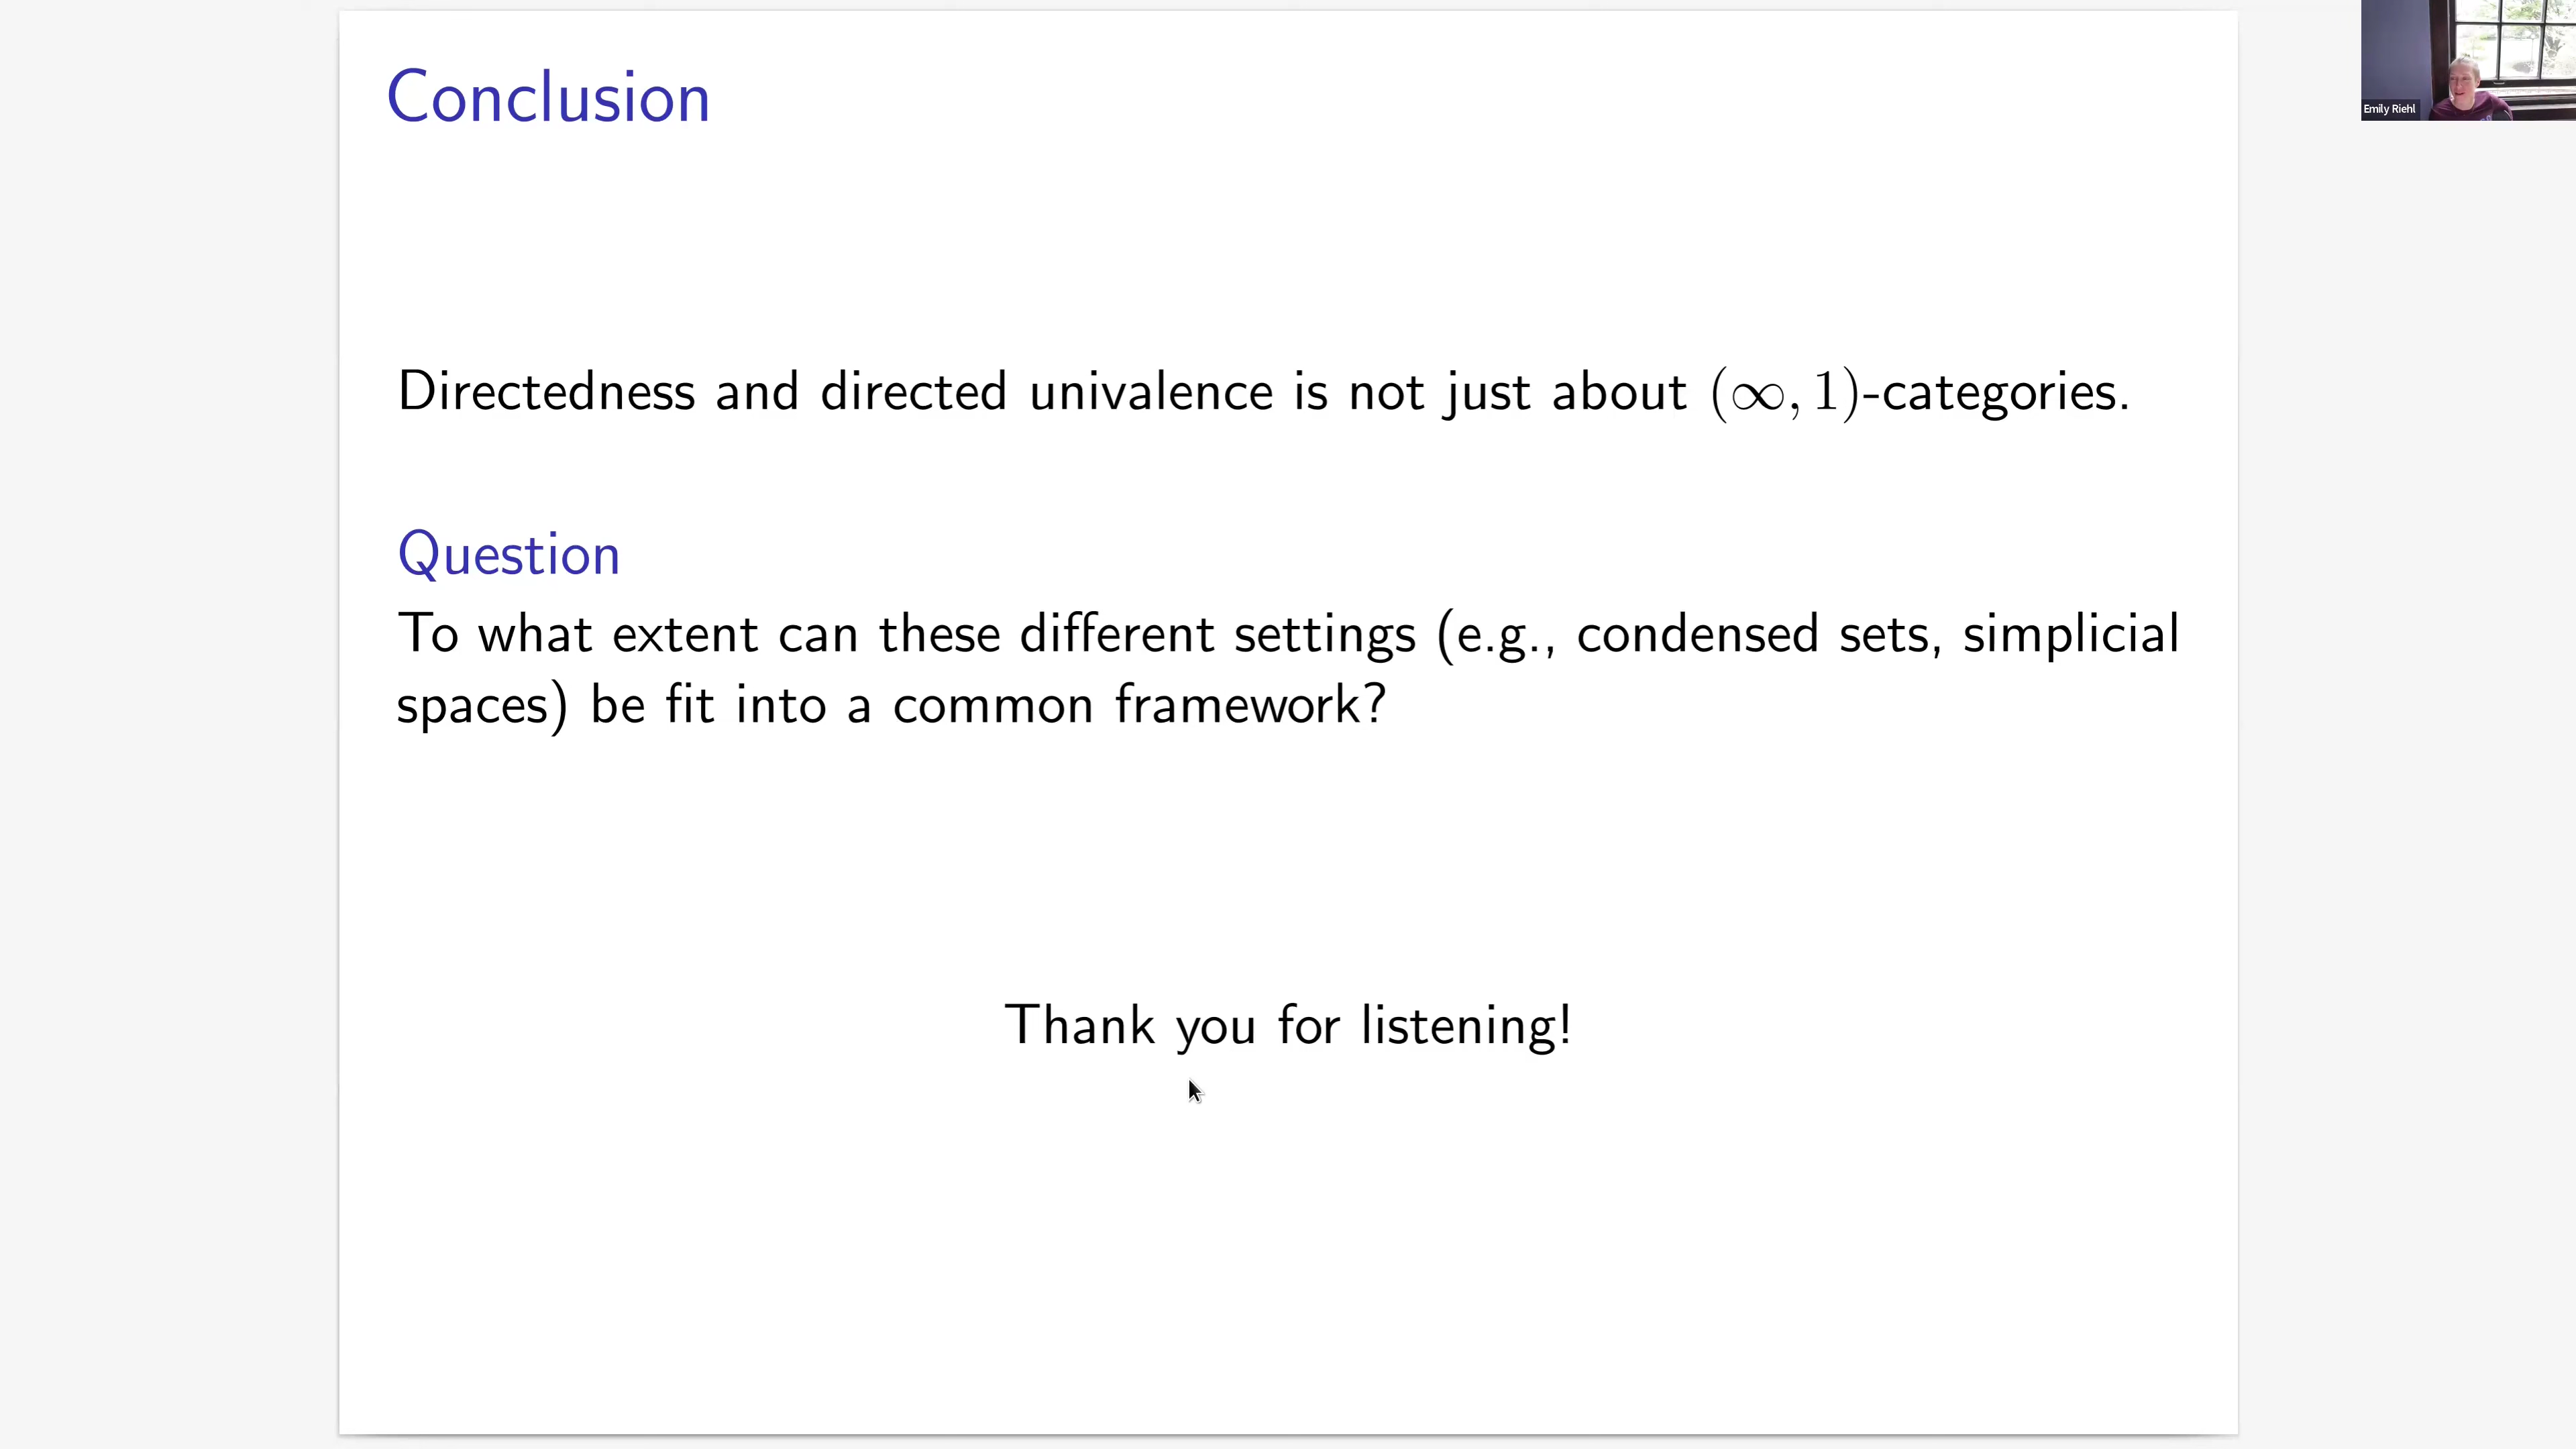 Conclusion
Emily Riehl
Directedness and directed univalence is not just about (∞, 1)-categories.
Question
To what extent can these different settings (e.g., condensed sets, simplicial
spaces) be fit into a common framework?
Thank you for listening!